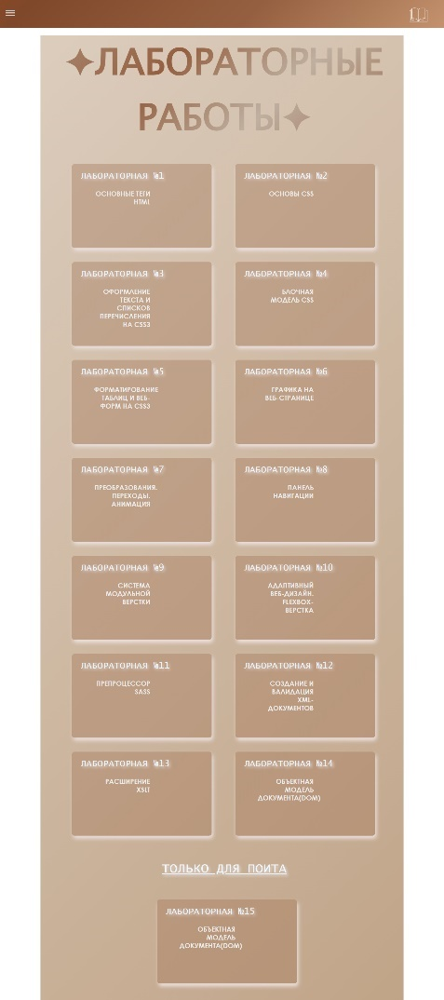 ✦ЛАБОРАТОРНЫЕ
РАБОТЫ✦
ЛАБОРАТОРНАЯ №1
ОСНОВНЫЕ ТЕГИ
HTML
ЛАБОРАТОРНАЯ №2
ОСНОВЫ CSS
ЛАБОРАТОРНАЯ №3
ОФОРМЛЕНИЕ
ТЕКСТА И
СПИСКОВ
ПЕРЕЧИСЛЕНИЯ
НА CSS3
ЛАБОРАТОРНАЯ №4
БЛОЧНАЯ
МОДЕЛЬ CSS
ЛАБОРАТОРНАЯ №5
ФОРМАТИРОВАНИЕ
ТАБЛИЦ И ВЕБ-
ФОРМ НА CSS3
ЛАБОРАТОРНАЯ №6
ГРАФИКА НА
ВЕБ-СТРАНИЦЕ
ЛАБОРАТОРНАЯ №7
ПРЕОБРАЗОВАНИЯ.
ПЕРЕХОДЫ.
АНИМАЦИЯ
ЛАБОРАТОРНАЯ №8
ПАНЕЛЬ
НАВИГАЦИИ
ЛАБОРАТОРНАЯ №9
СИСТЕМА
МОДУЛЬНОЙ
ВЕРСТКИ
ЛАБОРАТОРНАЯ №10
АДАПТИВНЫЙ
ВЕБ-ДИЗАЙН.
FLEXBOX-
ВЕРСТКА
ЛАБОРАТОРНАЯ №11
ПРЕПРОЦЕССОР
SASS
ЛАБОРАТОРНАЯ №12
СОЗДАНИЕ И
ВАЛИДАЦИЯ
XML-
ДОКУМЕНТОВ
ЛАБОРАТОРНАЯ №13
РАСШИРЕНИЕ
XSLT
ЛАБОРАТОРНАЯ №14
ОБЪЕКТНАЯ
МОДЕЛЬ
ДОКУМЕНТА(DOM)
ТОЛЬКО ДЛЯ ПОИТА
ЛАБОРАТОРНАЯ №15
ОБЪЕКТНАЯ
МОДЕЛЬ
ДОКУМЕНТА(DOM)